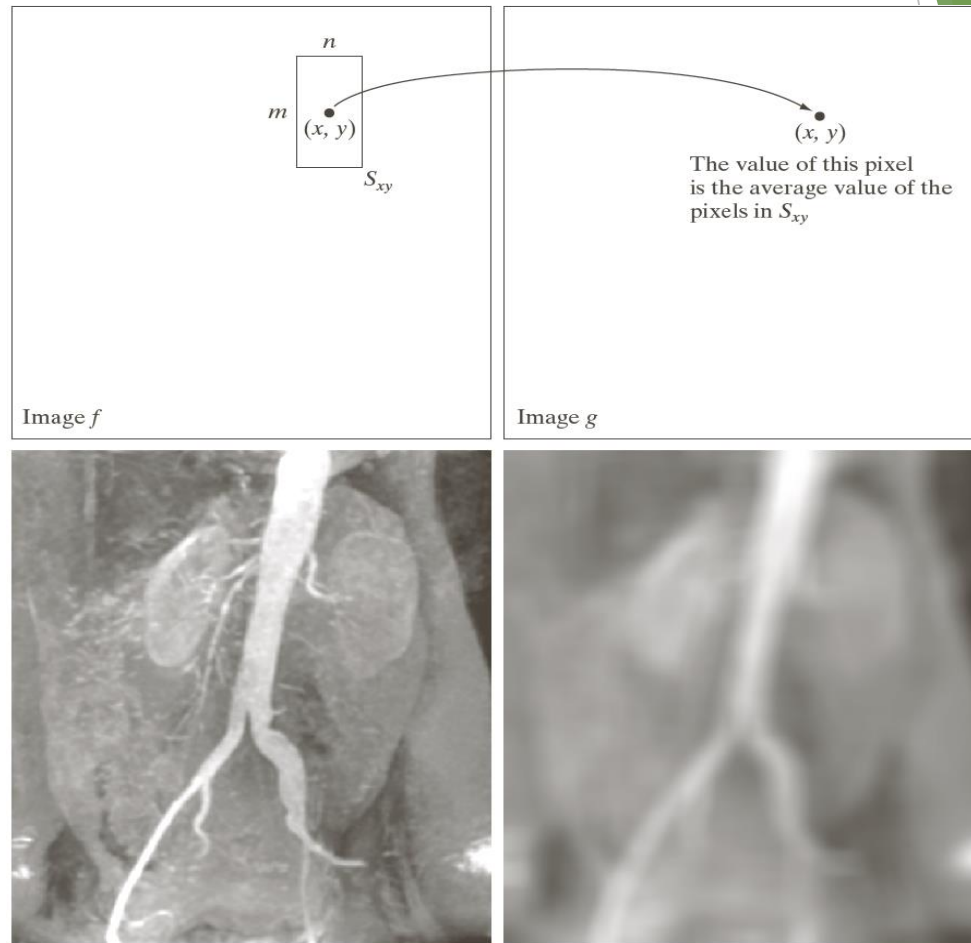 n
m
(x, y)
S_xy
Image f
(x, y)
The value of this pixel
is the average value of the
pixels in S_xy
Image g